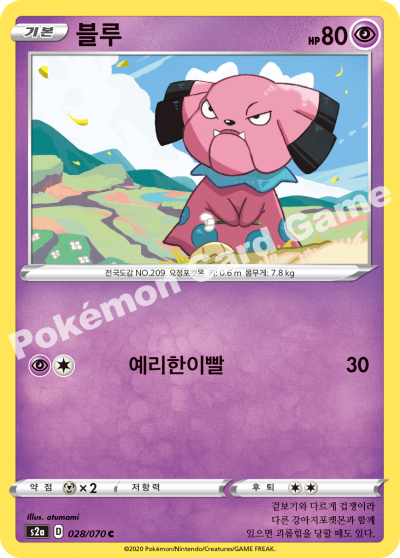 기본 블루 HP 80
Pokémon Card Game
전국도감 NO.209 요정포켓몬 키: 0.6 m 몸무게: 7.8 kg
예리한이빨 30
약점 ×2 저항력 후퇴
Illus. otumami
s2a D 028/070 C
겉보기와 다르게 겁쟁이라
다른 강아지포켓몬과 함께
있으면 괴롭힘을 당할 때도 있다.
©2020 Pokémon/Nintendo/Creatures/GAME FREAK.